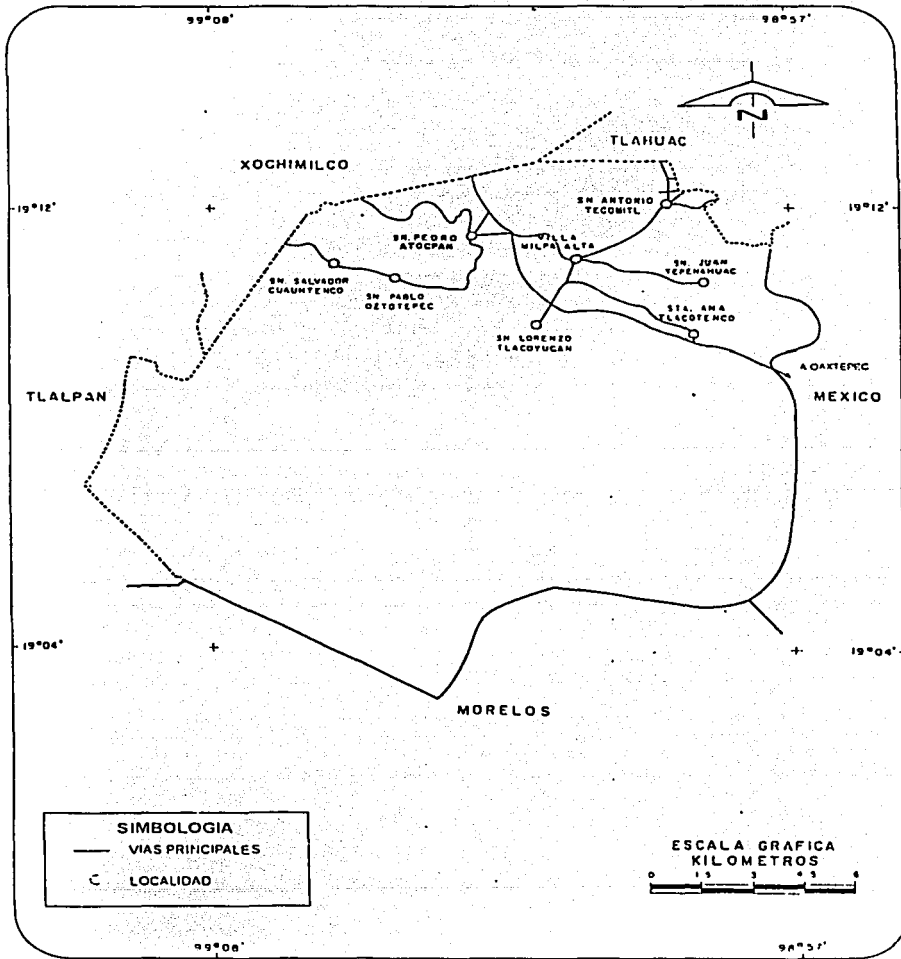 99°08'
98°57'
N
TLAHUAC
XOCHIMILCO
19°12'
SN. ANTONIO
TECOMITL
19°12'
SN. PEDRO
ATOCPAN
VILLA
MILPA ALTA
SN. JUAN
TEPENAHUAC
SN. SALVADOR
CUAUHTENCO
SN. PABLO
OZTOTEPEC
STA. ANA
TLACOTENCO
SN. LORENZO
TLACOYUCAN
A OAXTEPEC
TLALPAN
MEXICO
19°04'
19°04'
MORELOS
SIMBOLOGIA
VIAS PRINCIPALES
LOCALIDAD
ESCALA GRAFICA
KILOMETROS
0 1.5 3 4.5 6
99°08'
98°57'